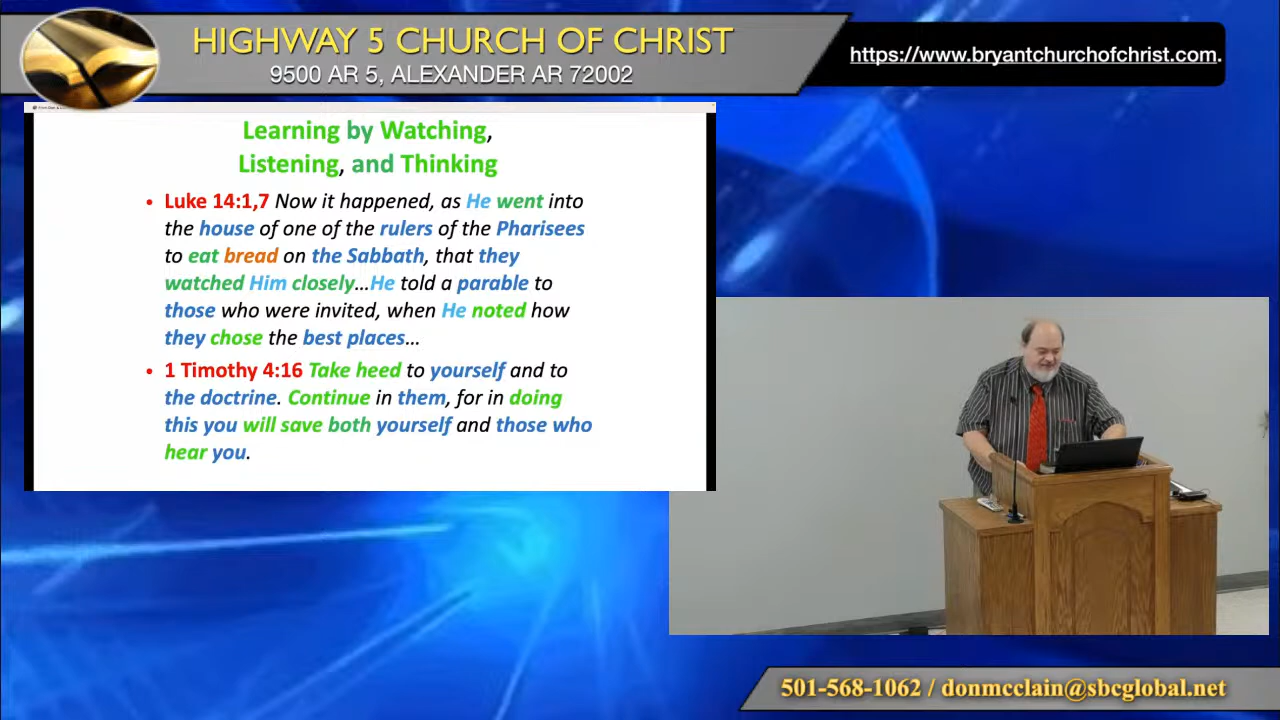 HIGHWAY 5 CHURCH OF CHRIST
9500 AR 5, ALEXANDER AR 72002
https://www.bryantchurchofchrist.com.
Learning by Watching,
Listening, and Thinking
• Luke 14:1,7 Now it happened, as He went into
the house of one of the rulers of the Pharisees
to eat bread on the Sabbath, that they
watched Him closely…He told a parable to
those who were invited, when He noted how
they chose the best places…
• 1 Timothy 4:16 Take heed to yourself and to
the doctrine. Continue in them, for in doing
this you will save both yourself and those who
hear you.
501-568-1062 / donmcclain@sbcglobal.net